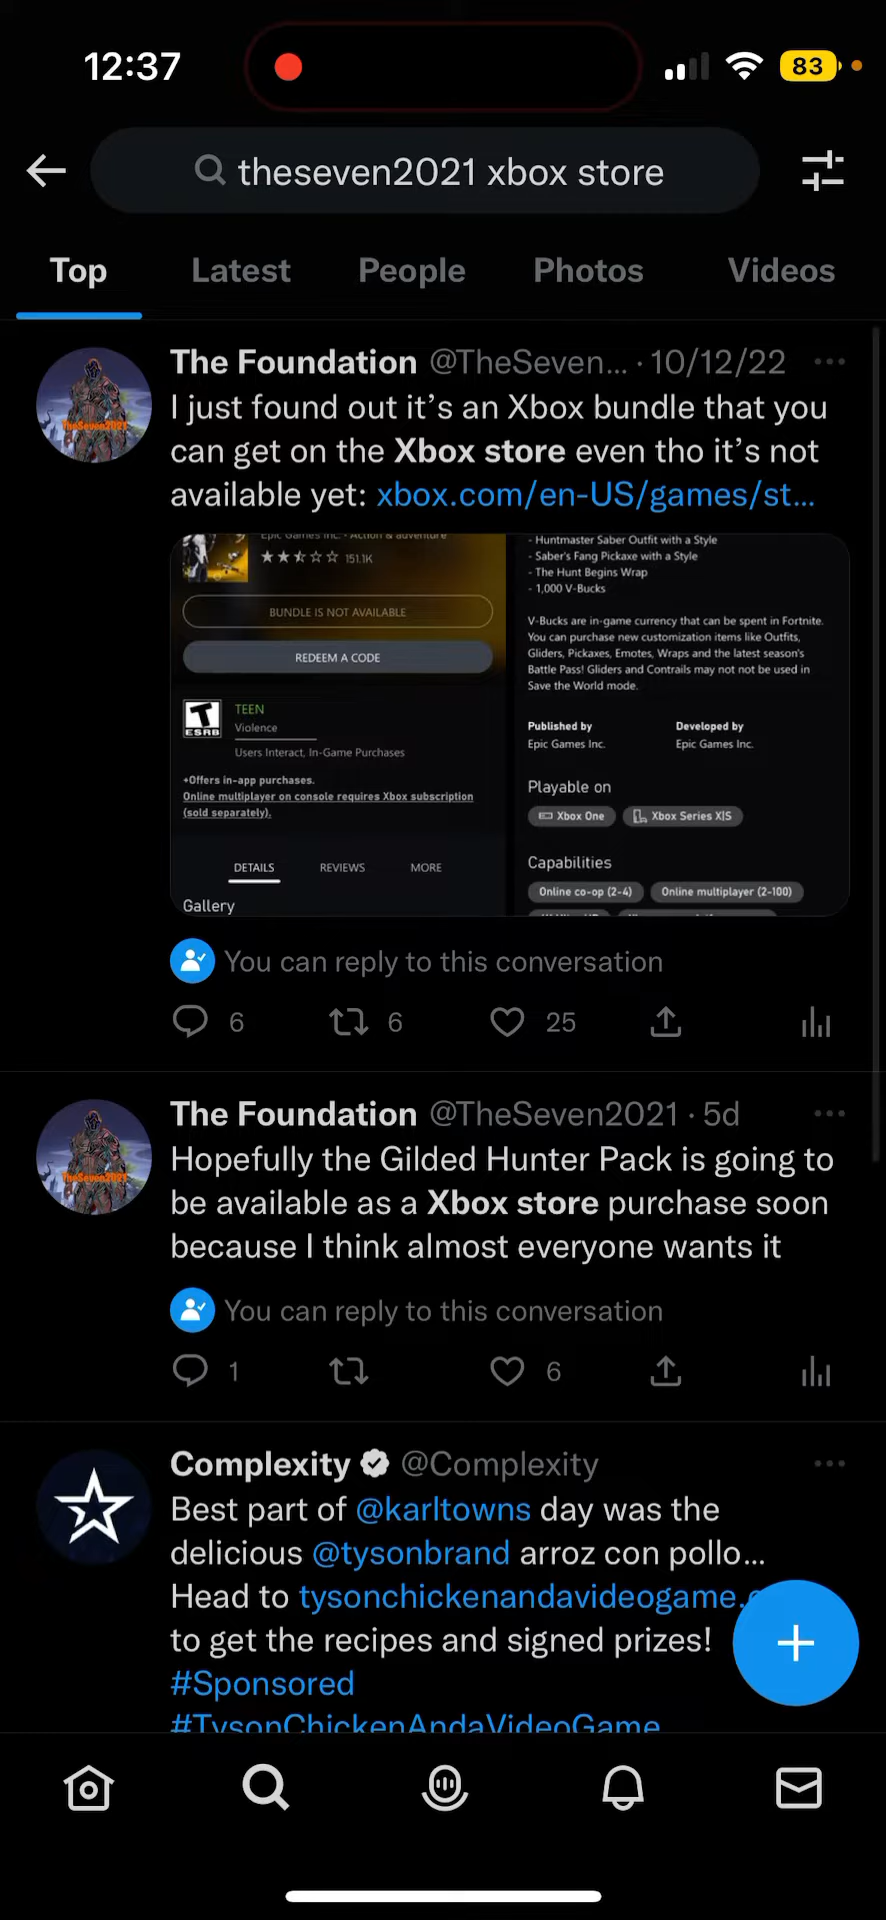 12:37
83
theseven2021 xbox store
Top Latest People Photos Videos
The Foundation @TheSeven... · 10/12/22
I just found out it's an Xbox bundle that you
can get on the Xbox store even tho it's not
available yet: xbox.com/en-US/games/st...
Epic Games Inc. • Action & adventure
151.1K
BUNDLE IS NOT AVAILABLE
REDEEM A CODE
T
ESRB
TEEN
Violence
Users Interact, In-Game Purchases
+Offers in-app purchases.
Online multiplayer on console requires Xbox subscription
(sold separately).
DETAILS REVIEWS MORE
Gallery
- Huntmaster Saber Outfit with a Style
- Saber's Fang Pickaxe with a Style
- The Hunt Begins Wrap
- 1,000 V-Bucks
V-Bucks are in-game currency that can be spent in Fortnite.
You can purchase new customization items like Outfits,
Gliders, Pickaxes, Emotes, Wraps and the latest season's
Battle Pass! Gliders and Contrails may not not be used in
Save the World mode.
Published by Developed by
Epic Games Inc. Epic Games Inc.
Playable on
Xbox One Xbox Series X|S
Capabilities
Online co-op (2-4) Online multiplayer (2-100)
TheSeven2021
You can reply to this conversation
6 6 25
The Foundation @TheSeven2021 · 5d
Hopefully the Gilded Hunter Pack is going to
be available as a Xbox store purchase soon
because I think almost everyone wants it
TheSeven2021
You can reply to this conversation
1 6
Complexity @Complexity
Best part of @karltowns day was the
delicious @tysonbrand arroz con pollo...
Head to tysonchickenandavideogame.
to get the recipes and signed prizes!
#Sponsored
#TysonChickenAndaVideoGame